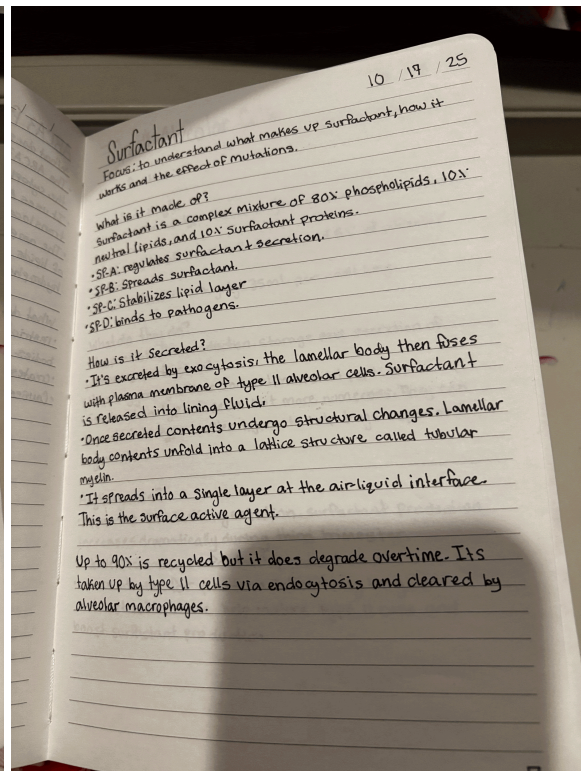 10 / 17 / 25
Surfactant
Focus: to understand what makes up surfactant, how it
works and the effect of mutations.
What is it made of?
Surfactant is a complex mixture of 80% phospholipids, 10%
neutral lipids, and 10% surfactant proteins.
• SP-A: regulates surfactant secretion.
• SP-B: Spreads surfactant.
• SP-C: Stabilizes lipid layer
• SP-D: binds to pathogens.
How is it secreted?
• It's excreted by exocytosis, the lamellar body then fuses
with plasma membrane of type II alveolar cells. Surfactant
is released into lining fluid.
• Once secreted contents undergo structural changes. Lamellar
body contents unfold into a lattice structure called tubular
myelin.
• It spreads into a single layer at the air-liquid interface.
This is the surface active agent.
Up to 90% is recycled but it does degrade overtime. Its
taken up by type II cells via endocytosis and cleared by
alveolar macrophages.